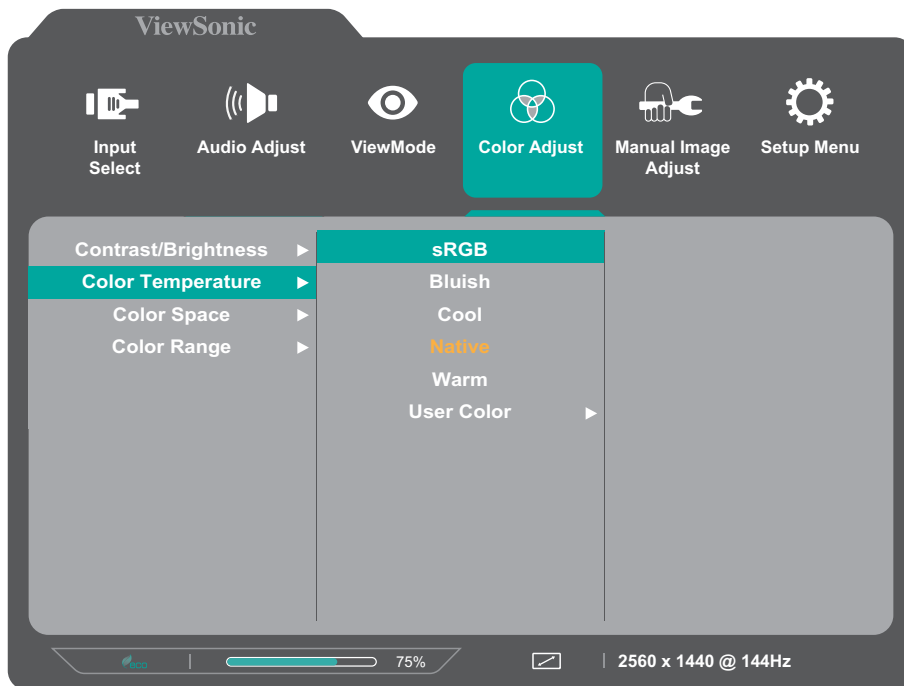 ViewSonic
Input
Select
Audio Adjust
ViewMode
Color Adjust
Manual Image
Adjust
Setup Menu
Contrast/Brightness
Color Temperature
Color Space
Color Range
sRGB
Bluish
Cool
Native
Warm
User Color
eco
75%
2560 x 1440 @ 144Hz